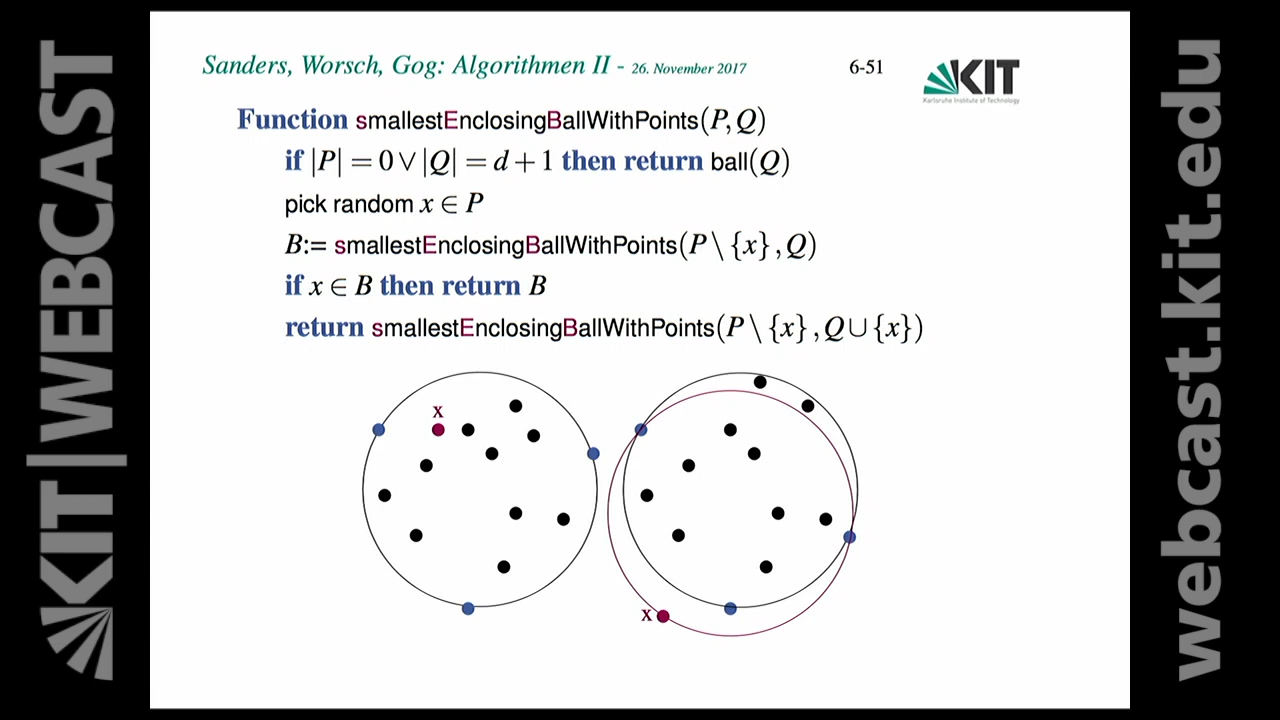 KIT|WEBCAST
Sanders, Worsch, Gog: Algorithmen II - 26. November 2017
6-51
KIT
Karlsruhe Institute of Technology
Function smallestEnclosingBallWithPoints(P,Q)
if |P| = 0 ∨ |Q| = d + 1 then return ball(Q)
pick random x ∈ P
B:= smallestEnclosingBallWithPoints(P \ {x} ,Q)
if x ∈ B then return B
return smallestEnclosingBallWithPoints(P \ {x} ,Q ∪ {x})
x
x
webcast.kit.edu